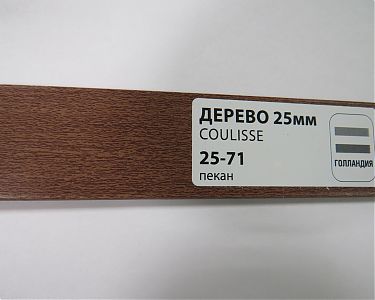 ДЕРЕВО 25мм
COULISSE
25-71
пекан
ГОЛЛАНДИЯ